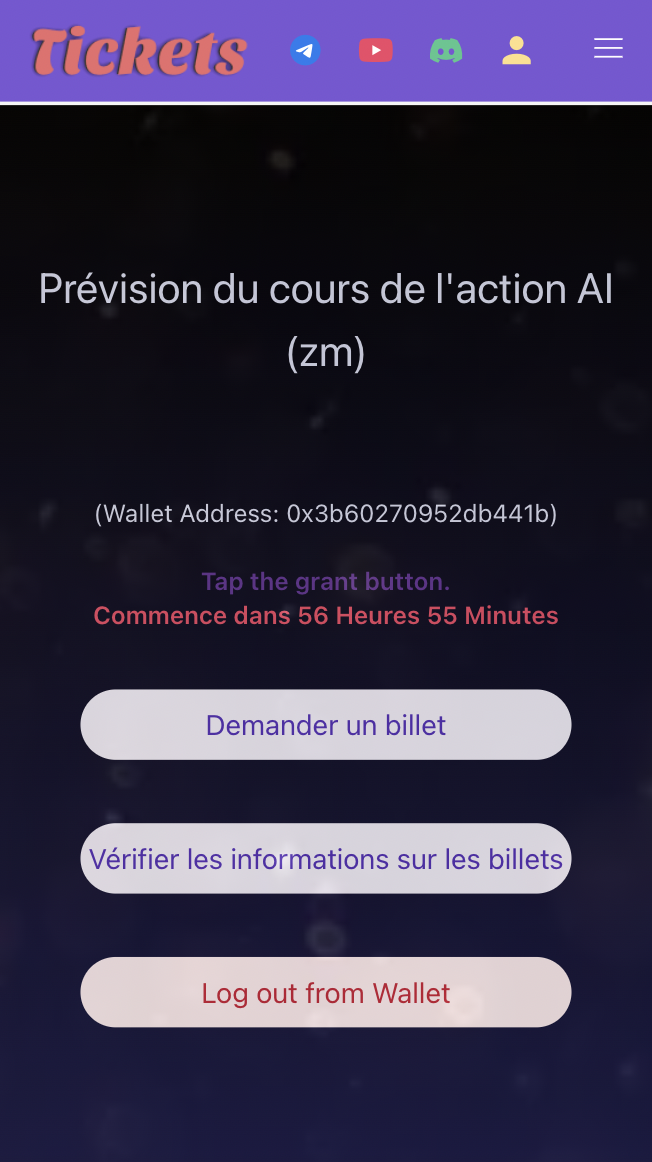 Tickets
Prévision du cours de l'action AI
(zm)
(Wallet Address: 0x3b60270952db441b)
Tap the grant button.
Commence dans 56 Heures 55 Minutes
Demander un billet
Vérifier les informations sur les billets
Log out from Wallet